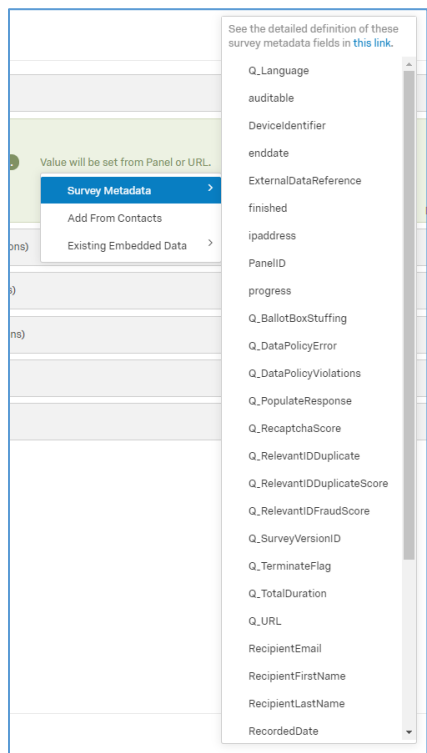 See the detailed definition of these
survey metadata fields in this link.
Q_Language
auditable
DeviceIdentifier
enddate
Value will be set from Panel or URL.
Survey Metadata
ExternalDataReference
Add From Contacts
finished
Existing Embedded Data
ipaddress
ons)
PanelID
s)
progress
ns)
Q_BallotBoxStuffing
Q_DataPolicyError
Q_DataPolicyViolations
Q_PopulateResponse
Q_RecaptchaScore
Q_RelevantIDDuplicate
Q_RelevantIDDuplicateScore
Q_RelevantIDFraudScore
Q_SurveyVersionID
Q_TerminateFlag
Q_TotalDuration
Q_URL
RecipientEmail
RecipientFirstName
RecipientLastName
RecordedDate